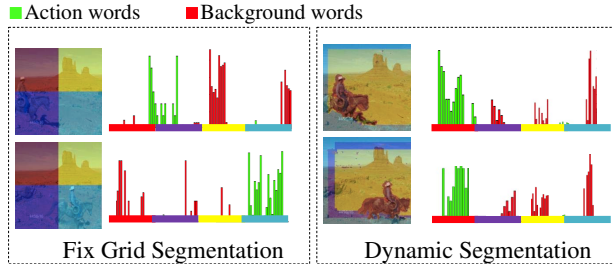 Action words Background words
Fix Grid Segmentation Dynamic Segmentation